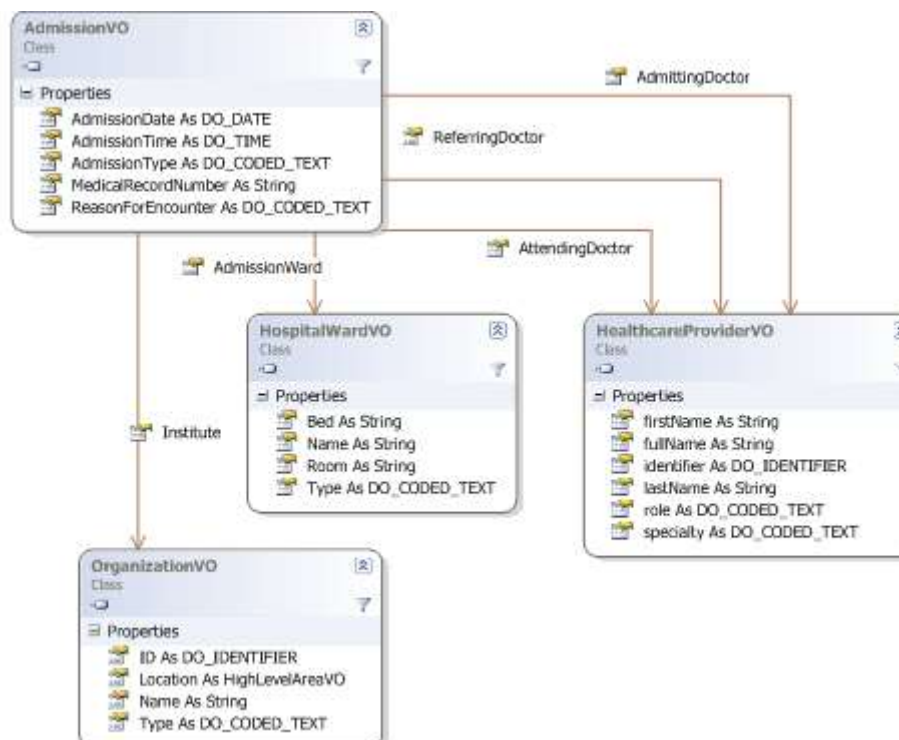 AdmissionVO
Class
Properties
AdmissionDate As DO_DATE
AdmissionTime As DO_TIME
AdmissionType As DO_CODED_TEXT
MedicalRecordNumber As String
ReasonForEncounter As DO_CODED_TEXT
AdmittingDoctor
ReferringDoctor
AttendingDoctor
AdmissionWard
Institute
HospitalWardVO
Class
Properties
Bed As String
Name As String
Room As String
Type As DO_CODED_TEXT
HealthcareProviderVO
Class
Properties
firstName As String
fullName As String
identifier As DO_IDENTIFIER
lastName As String
role As DO_CODED_TEXT
specialty As DO_CODED_TEXT
OrganizationVO
Class
Properties
ID As DO_IDENTIFIER
Location As HighLevelAreaVO
Name As String
Type As DO_CODED_TEXT